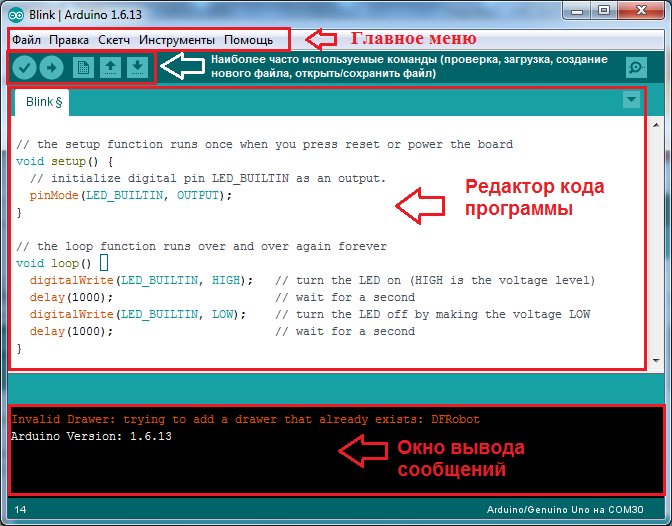 Blink | Arduino 1.6.13
Файл Правка Скетч Инструменты Помощь
Главное меню
Наиболее часто используемые команды (проверка, загрузка, создание
нового файла, открыть/сохранить файл)
Blink §
// the setup function runs once when you press reset or power the board
void setup() {
// initialize digital pin LED_BUILTIN as an output.
pinMode(LED_BUILTIN, OUTPUT);
}
Редактор кода
программы
// the loop function runs over and over again forever
void loop()
digitalWrite(LED_BUILTIN, HIGH); // turn the LED on (HIGH is the voltage level)
delay(1000); // wait for a second
digitalWrite(LED_BUILTIN, LOW); // turn the LED off by making the voltage LOW
delay(1000); // wait for a second
}
Invalid Drawer: trying to add a drawer that already exists: DFRobot
Arduino Version: 1.6.13
Окно вывода
сообщений
14
Arduino/Genuino Uno на COM30